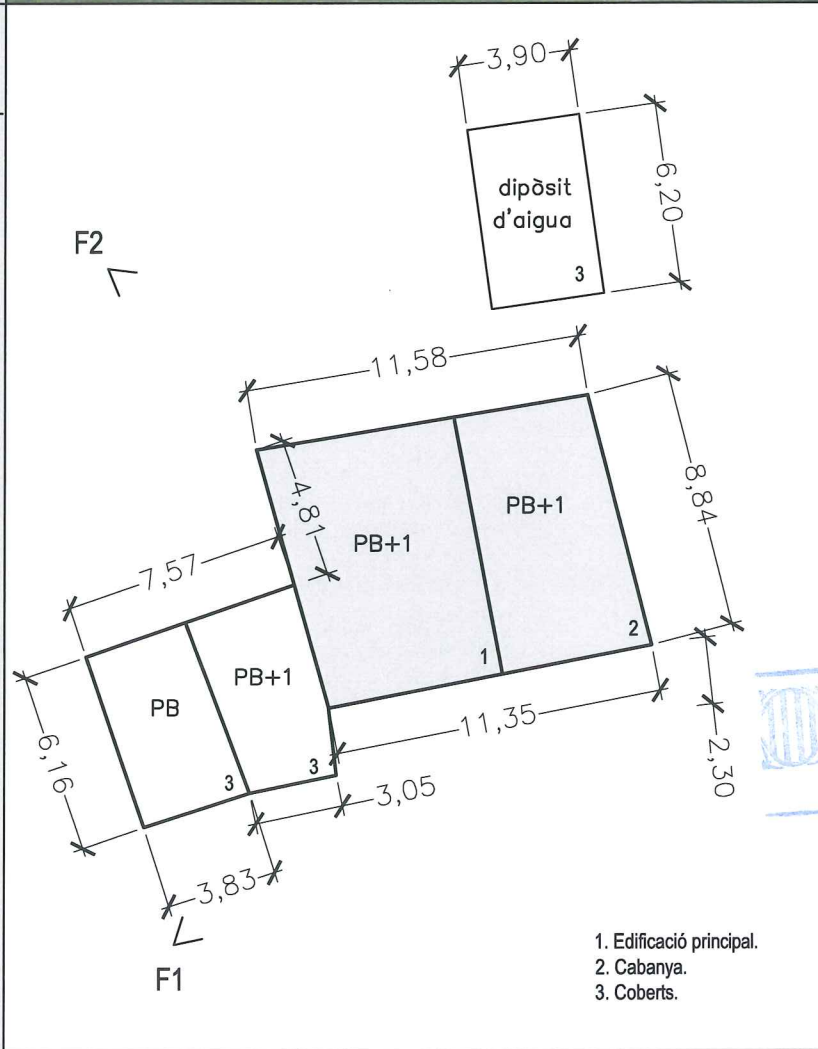 3,90
dipòsit
d'aigua
6,20
3
F2
11,58
4,81
8,84
PB+1
PB+1
7,57
2
1
PB+1
PB
11,35
2,30
6,16
3
3
3,05
3,83
F1
1. Edificació principal.
2. Cabanya.
3. Coberts.